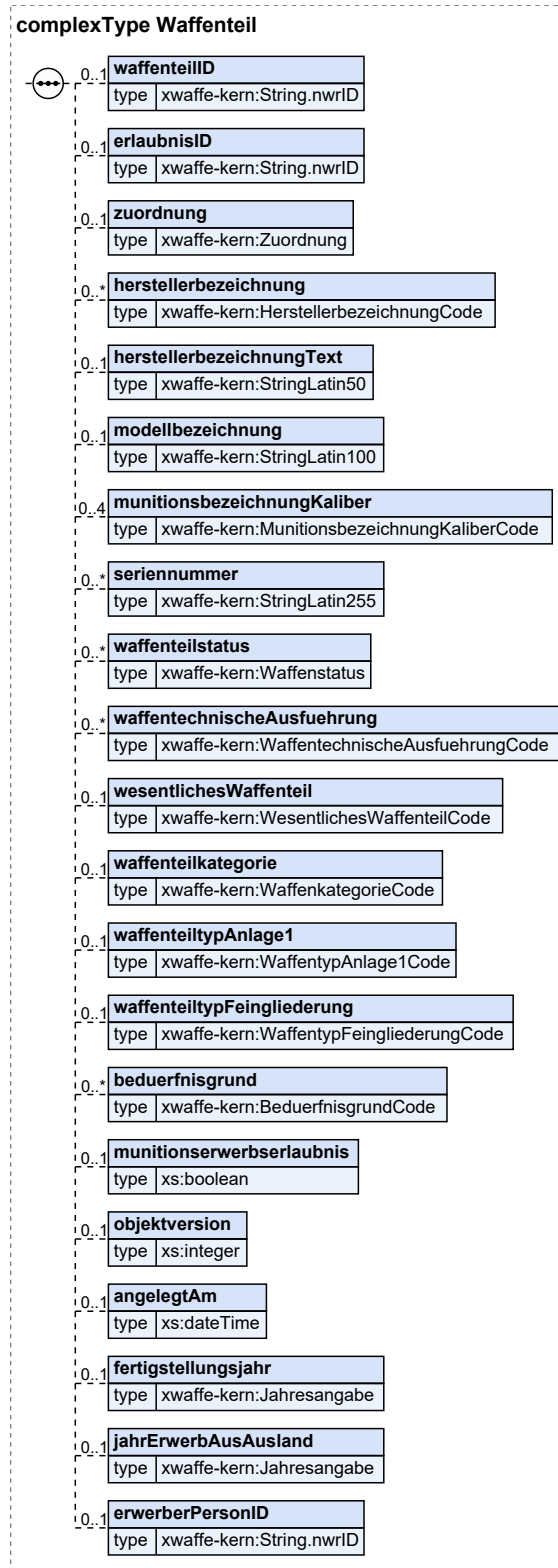 complexType Waffenteil
0..1 waffenteilID
type xwaffe-kern:String.nwrID
0..1 erlaubnisID
type xwaffe-kern:String.nwrID
0..1 zuordnung
type xwaffe-kern:Zuordnung
0..* herstellerbezeichnung
type xwaffe-kern:HerstellerbezeichnungCode
0..1 herstellerbezeichnungText
type xwaffe-kern:StringLatin50
0..1 modellbezeichnung
type xwaffe-kern:StringLatin100
0..4 munitionsbezeichnungKaliber
type xwaffe-kern:MunitionsbezeichnungKaliberCode
0..* seriennummer
type xwaffe-kern:StringLatin255
0..* waffenteilstatus
type xwaffe-kern:Waffenstatus
0..* waffentechnischeAusfuehrung
type xwaffe-kern:WaffentechnischeAusfuehrungCode
0..1 wesentlichesWaffenteil
type xwaffe-kern:WesentlichesWaffenteilCode
0..1 waffenteilkategorie
type xwaffe-kern:WaffenkategorieCode
0..1 waffenteiltypAnlage1
type xwaffe-kern:WaffentypAnlage1Code
0..1 waffenteiltypFeingliederung
type xwaffe-kern:WaffentypFeingliederungCode
0..* beduerfnisgrund
type xwaffe-kern:BeduerfnisgrundCode
0..1 munitionserwerbserlaubnis
type xs:boolean
0..1 objektversion
type xs:integer
0..1 angelegtAm
type xs:dateTime
0..1 fertigstellungsjahr
type xwaffe-kern:Jahresangabe
0..1 jahrErwerbAusAusland
type xwaffe-kern:Jahresangabe
0..1 erwerberPersonID
type xwaffe-kern:String.nwrID